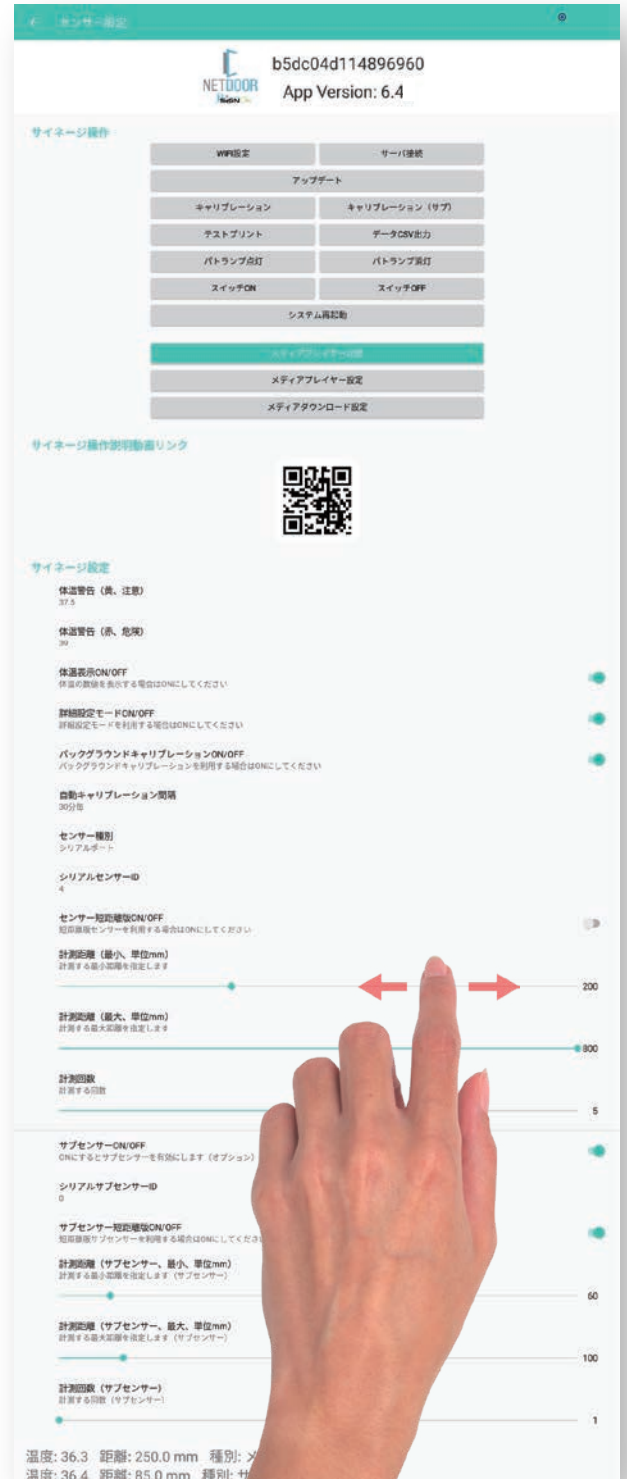 センサー設定
NETDOOR
SIGN
b5dc04d114896960
App Version: 6.4
サイネージ操作
WIFI設定
サーバ接続
アップデート
キャリブレーション
キャリブレーション（サブ）
テストプリント
データCSV出力
パトランプ点灯
パトランプ消灯
スイッチON
スイッチOFF
システム再起動
メディアプレイヤー設定
メディアダウンロード設定
サイネージ操作説明動画リンク
サイネージ設定
体温警告（黄、注意）
37.5
体温警告（赤、危険）
体温表示ON/OFF
体温の数値を表示する場合はONにしてください
詳細設定モードON/OFF
詳細設定モードを利用する場合はONにしてください
バックグラウンドキャリブレーションON/OFF
バックグラウンドキャリブレーションを利用する場合はONにしてください
自動キャリブレーション間隔
30分毎
センサー種別
シリアルポート
シリアルセンサーID
4
センサー短距離版ON/OFF
短距離版センサーを利用する場合はONにしてください
計測距離（最小、単位mm）
計測する最小距離を指定します
200
計測距離（最大、単位mm）
計測する最大距離を指定します
800
計測回数
計測する回数
5
サブセンサーON/OFF
ONにするとサブセンサーを有効にします（オプション）
シリアルサブセンサーID
0
サブセンサー短距離版ON/OFF
短距離版サブセンサーを利用する場合はONにしてくださ
計測距離（サブセンサー、最小、単位mm）
計測する最小距離を指定します（サブセンサー）
60
計測距離（サブセンサー、最大、単位mm）
計測する最大距離を指定します（サブセンサー）
100
計測回数（サブセンサー）
計測する回数（サブセンサー）
1
温度: 36.3 距離: 250.0 mm 種別: メ
温度: 36.4 距離: 85.0 mm 種別: サ